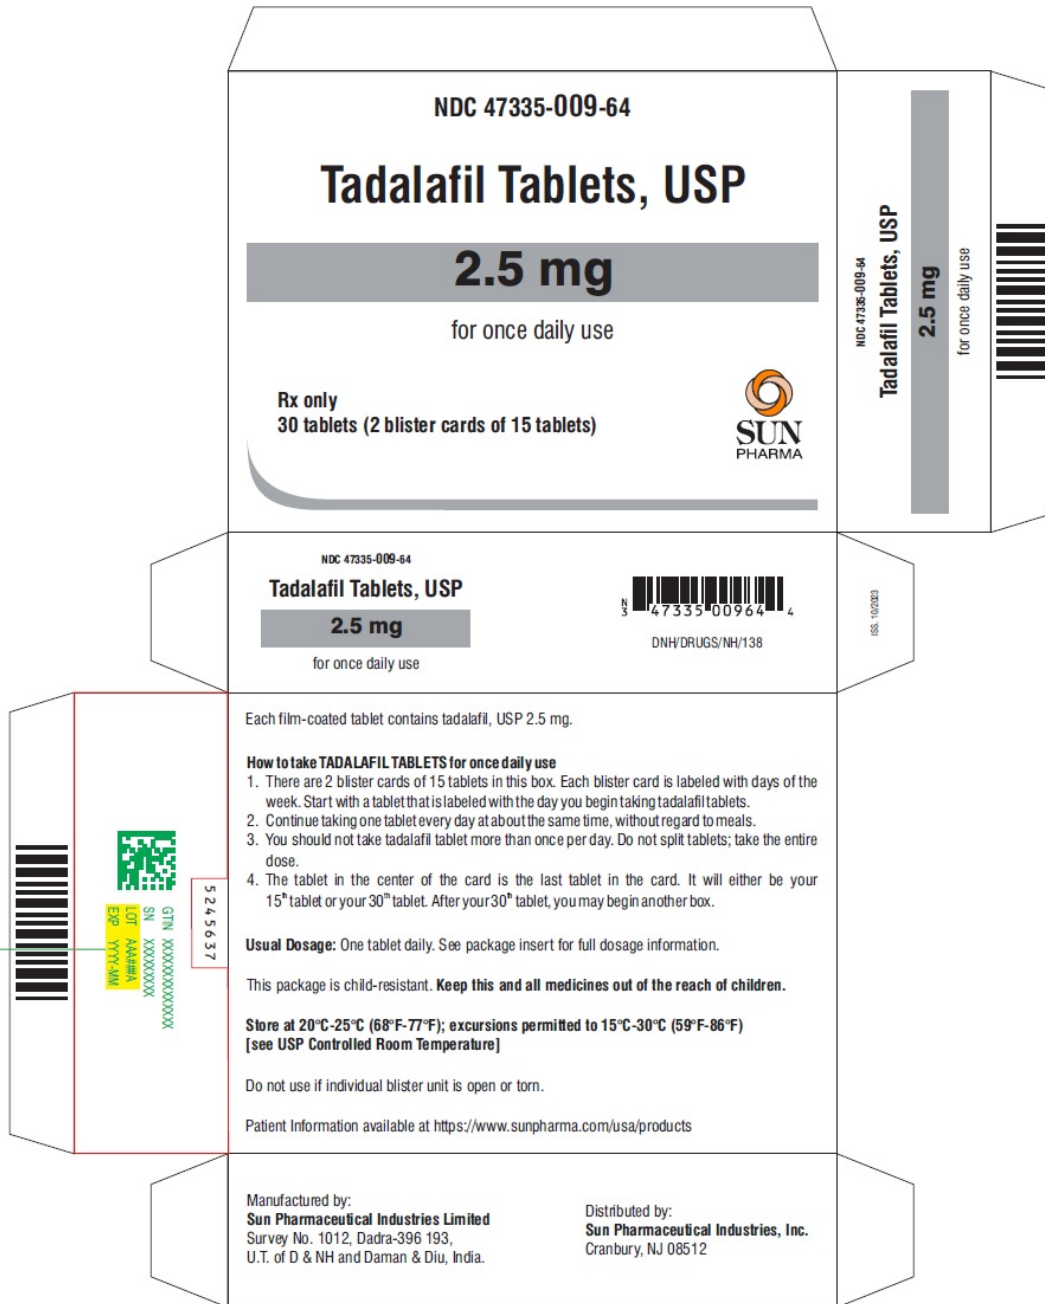 NDC 47335-009-64
Tadalafil Tablets, USP
2.5 mg
for once daily use
Rx only
30 tablets (2 blister cards of 15 tablets)
SUN
PHARMA
NDC 47335-009-64
Tadalafil Tablets, USP
2.5 mg
for once daily use
NDC 47335-009-64
Tadalafil Tablets, USP
2.5 mg
for once daily use
N
3
47335 00964
4
DNH/DRUGS/NH/138
ISS. 10/2023
Each film-coated tablet contains tadalafil, USP 2.5 mg.
How to take TADALAFIL TABLETS for once daily use
1. There are 2 blister cards of 15 tablets in this box. Each blister card is labeled with days of the
week. Start with a tablet that is labeled with the day you begin taking tadalafil tablets.
2. Continue taking one tablet every day at about the same time, without regard to meals.
3. You should not take tadalafil tablet more than once per day. Do not split tablets; take the entire
dose.
4. The tablet in the center of the card is the last tablet in the card. It will either be your
15th tablet or your 30th tablet. After your 30th tablet, you may begin another box.
Usual Dosage: One tablet daily. See package insert for full dosage information.
This package is child-resistant. Keep this and all medicines out of the reach of children.
Store at 20°C-25°C (68°F-77°F); excursions permitted to 15°C-30°C (59°F-86°F)
[see USP Controlled Room Temperature]
Do not use if individual blister unit is open or torn.
Patient Information available at https://www.sunpharma.com/usa/products
5245637
GTIN XXXXXXXXXXXXXX
SN XXXXXXXXX
LOT AAA###A
EXP YYYY-MM
Manufactured by:
Sun Pharmaceutical Industries Limited
Survey No. 1012, Dadra-396 193,
U.T. of D & NH and Daman & Diu, India.
Distributed by:
Sun Pharmaceutical Industries, Inc.
Cranbury, NJ 08512